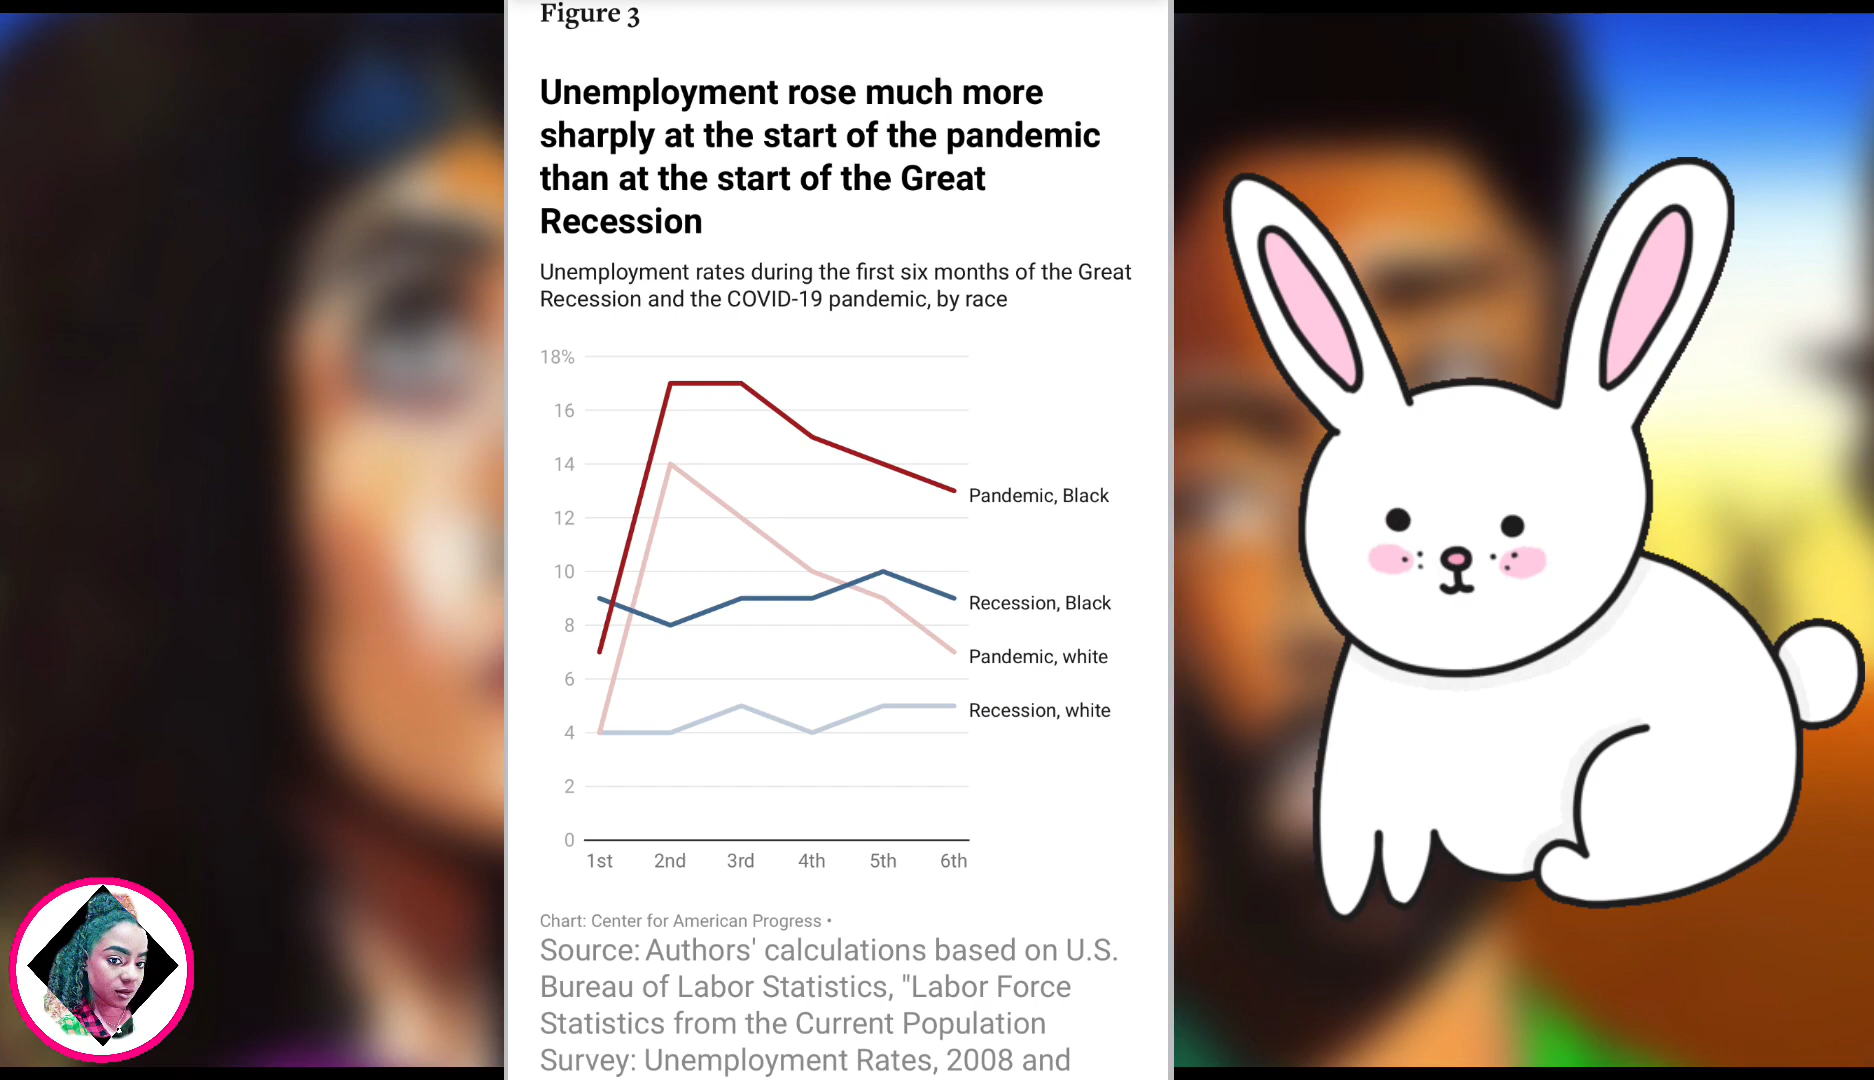 Figure 3
Unemployment rose much more
sharply at the start of the pandemic
than at the start of the Great
Recession
Unemployment rates during the first six months of the Great
Recession and the COVID-19 pandemic, by race
18%
16
14
12
10
8
6
4
2
0
Pandemic, Black
Recession, Black
Pandemic, white
Recession, white
1st 2nd 3rd 4th 5th 6th
Chart: Center for American Progress •
Source: Authors' calculations based on U.S.
Bureau of Labor Statistics, "Labor Force
Statistics from the Current Population
Survey: Unemployment Rates, 2008 and